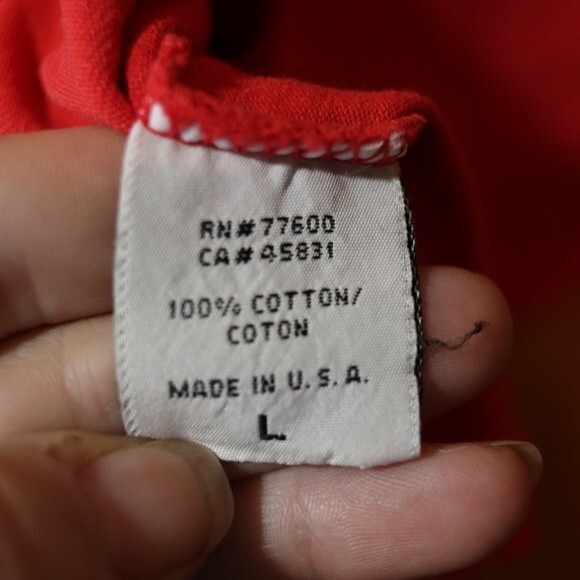 RN#77600
CA#45831
100% COTTON/
COTON
MADE IN U.S.A.
L